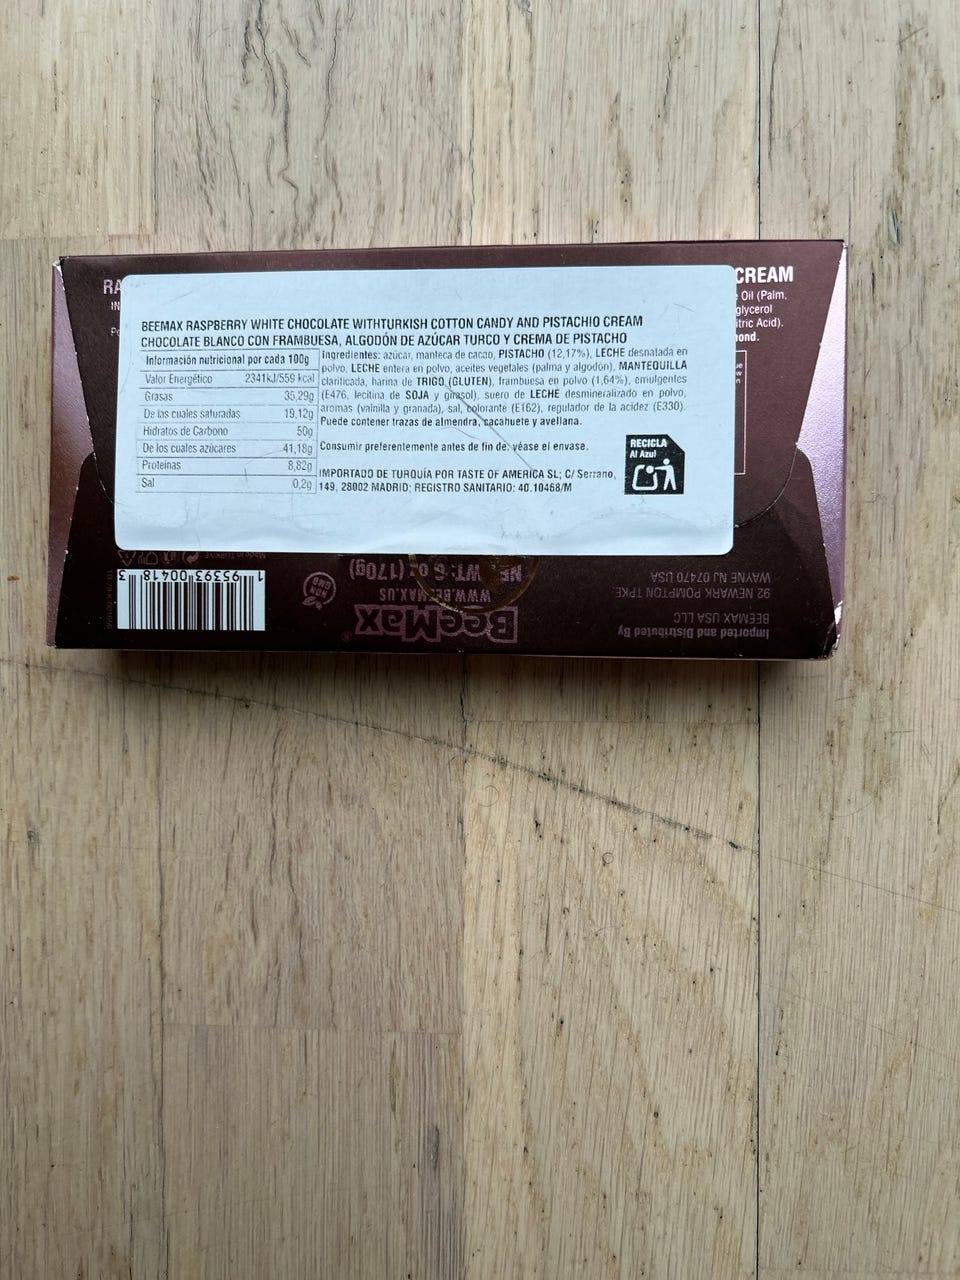 RA
CREAM
IN
Oil (Palm,
glycerol
itric Acid).
ond.
BEEMAX RASPBERRY WHITE CHOCOLATE WITHTURKISH COTTON CANDY AND PISTACHIO CREAM
CHOCOLATE BLANCO CON FRAMBUESA, ALGODÓN DE AZÚCAR TURCO Y CREMA DE PISTACHO
Información nutricional por cada 100g
Valor Energético 2341kJ/559 kcal
Grasas 35,29g
De las cuales saturadas 19,12g
Hidratos de Carbono 50g
De los cuales azúcares 41,18g
Proteínas 8,82g
Sal 0,2g
Ingredientes: azúcar, manteca de cacao, PISTACHO (12,17%), LECHE desnatada en
polvo, LECHE entera en polvo, aceites vegetales (palma y algodón), MANTEQUILLA
clarificada, harina de TRIGO (GLUTEN), frambuesa en polvo (1,64%), emulgentes
(E476, lecitina de SOJA y girasol), suero de LECHE desmineralizado en polvo,
aromas (vainilla y granada), sal, colorante (E162), regulador de la acidez (E330).
Puede contener trazas de almendra, cacahuete y avellana.
Consumir preferentemente antes de fin de: véase el envase.
IMPORTADO DE TURQUÍA POR TASTE OF AMERICA SL; C/ Serrano,
149, 28002 MADRID; REGISTRO SANITARIO: 40.10468/M
RECICLA
Al Azul
Imported and Distributed By
BEEMAX USA LLC
92 NEWARK POMPTON TPKE.
WAYNE NJ 07470 USA
BeeMax®
WWW.BEEMAX.US
NET WT: 6 oz (170g)
NON
GMO
Made in TÜRKİYE
1 95393 00418 3